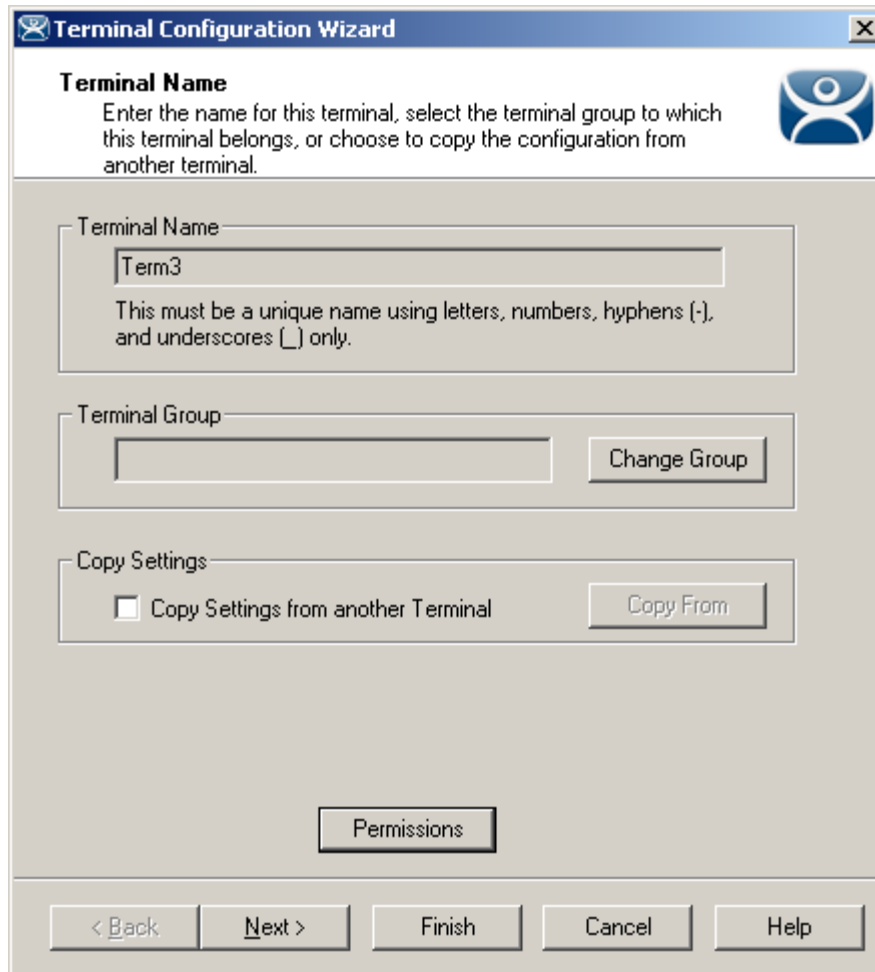 Terminal Configuration Wizard
Terminal Name
Enter the name for this terminal, select the terminal group to which
this terminal belongs, or choose to copy the configuration from
another terminal.
Terminal Name
Term3
This must be a unique name using letters, numbers, hyphens (-),
and underscores (_) only.
Terminal Group
Change Group
Copy Settings
Copy Settings from another Terminal
Copy From
Permissions
< Back
Next >
Finish
Cancel
Help